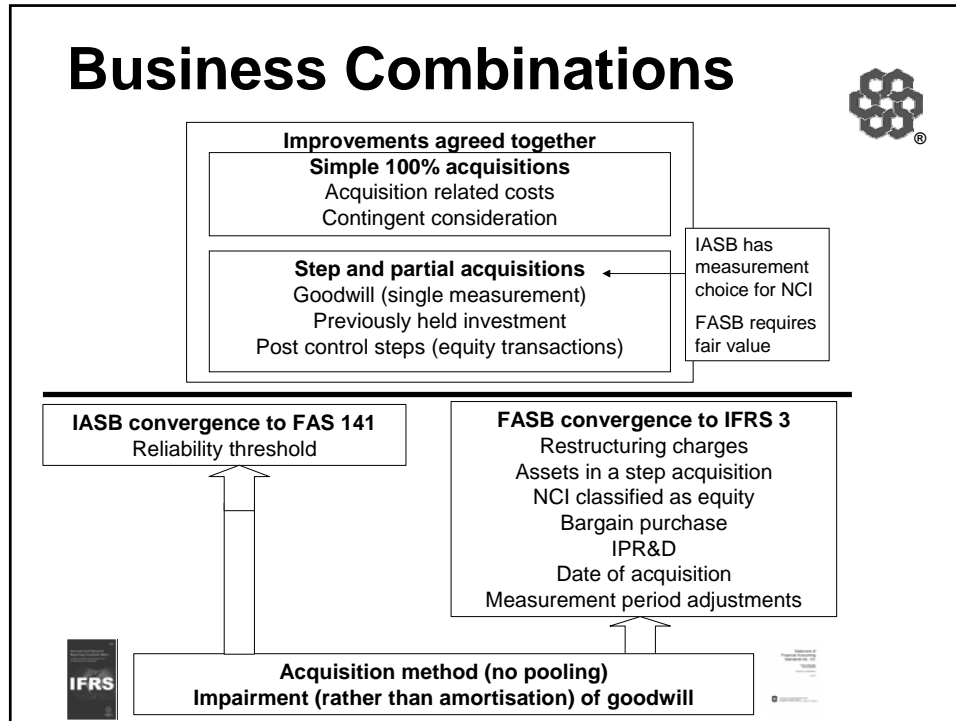 Business Combinations
®
Improvements agreed together
Simple 100% acquisitions
Acquisition related costs
Contingent consideration
Step and partial acquisitions
Goodwill (single measurement)
Previously held investment
Post control steps (equity transactions)
IASB has
measurement
choice for NCI
FASB requires
fair value
IASB convergence to FAS 141
Reliability threshold
FASB convergence to IFRS 3
Restructuring charges
Assets in a step acquisition
NCI classified as equity
Bargain purchase
IPR&D
Date of acquisition
Measurement period adjustments
IFRS
Acquisition method (no pooling)
Impairment (rather than amortisation) of goodwill